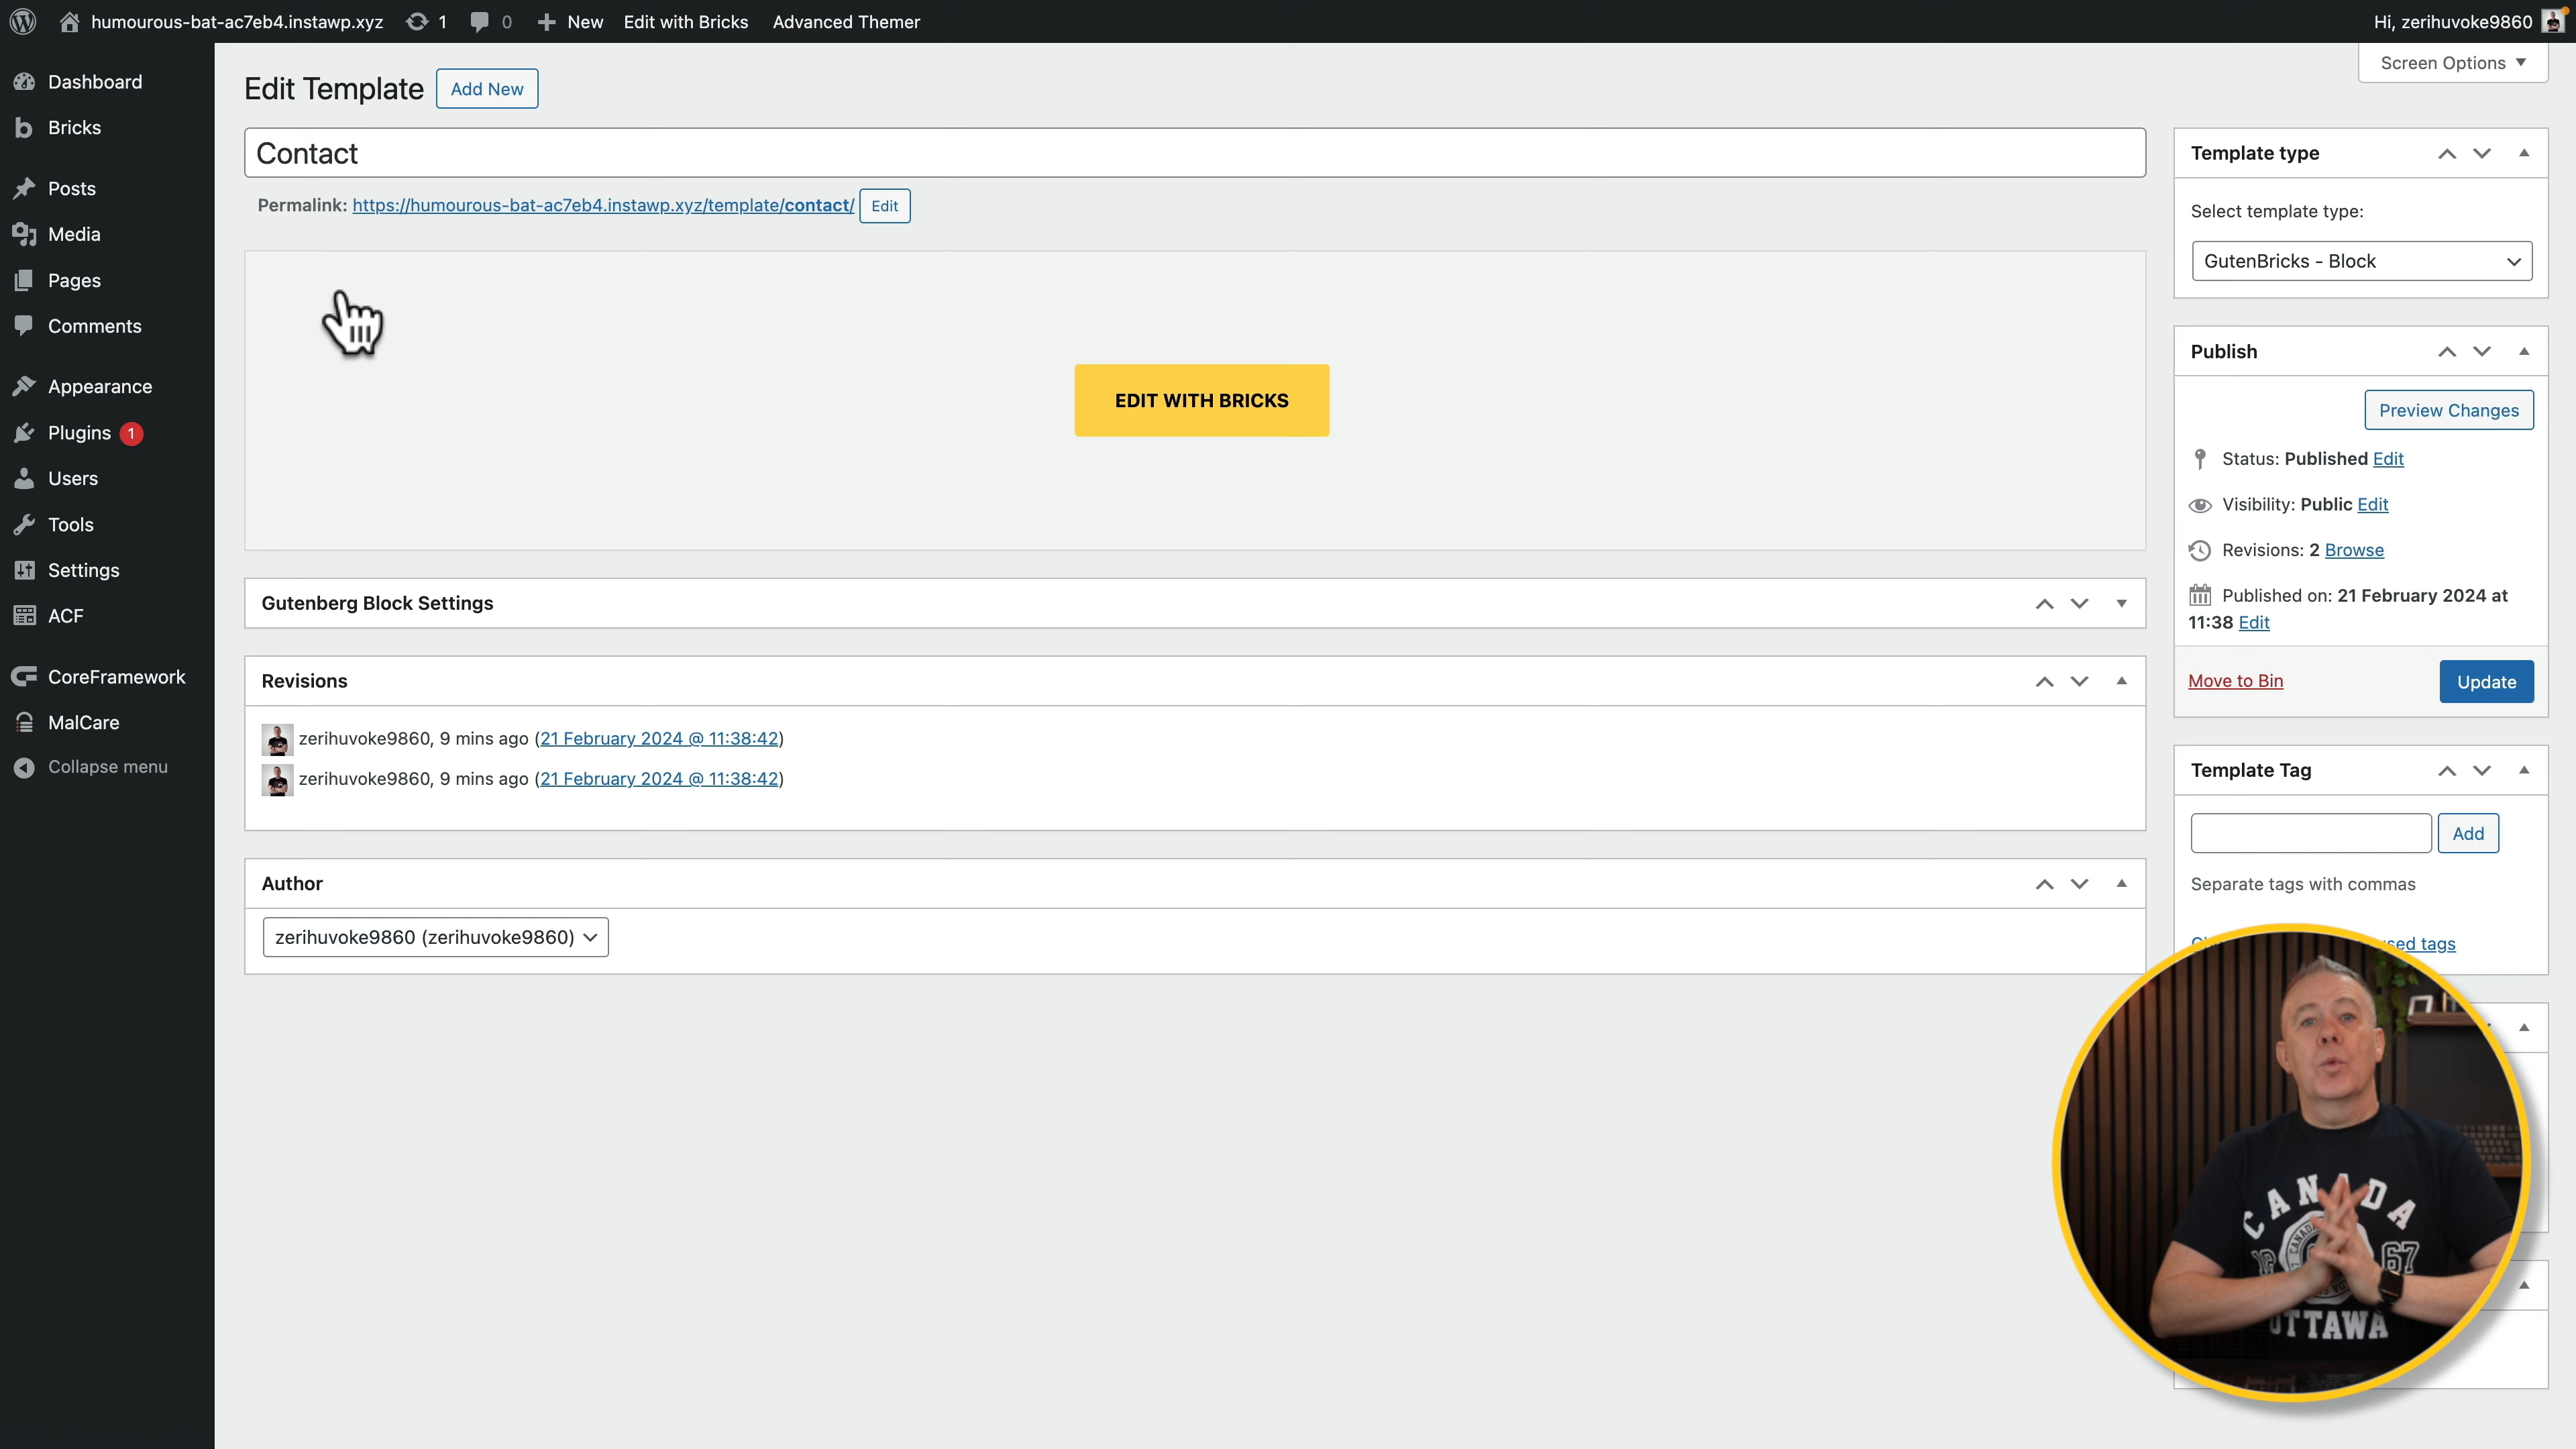 humourous-bat-ac7eb4.instawp.xyz 1 0 New Edit with Bricks Advanced Themer Hi, zerihuvoke9860
Screen Options
Dashboard
Bricks
Posts
Media
Pages
Comments
Appearance
Plugins 1
Users
Tools
Settings
ACF
CoreFramework
MalCare
Collapse menu
Edit Template Add New
Contact
Permalink: https://humourous-bat-ac7eb4.instawp.xyz/template/contact/ Edit
EDIT WITH BRICKS
Gutenberg Block Settings
Revisions
zerihuvoke9860, 9 mins ago (21 February 2024 @ 11:38:42)
zerihuvoke9860, 9 mins ago (21 February 2024 @ 11:38:42)
Author
zerihuvoke9860 (zerihuvoke9860)
Template type
Select template type:
GutenBricks - Block
Publish
Preview Changes
Status: Published Edit
Visibility: Public Edit
Revisions: 2 Browse
Published on: 21 February 2024 at
11:38 Edit
Move to Bin Update
Template Tag
Add
Separate tags with commas
tags
CANADA
67
OTTAWA